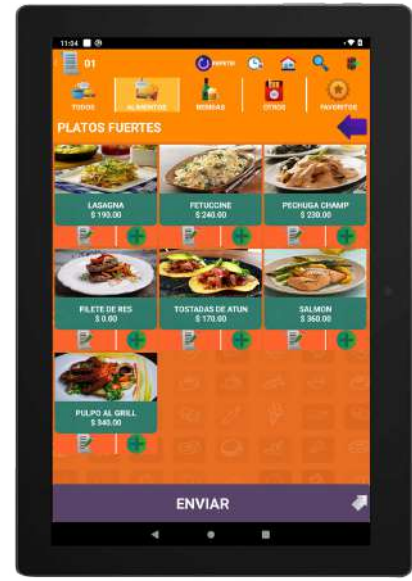 11:04
01
REPETIR
TODOS
ALIMENTOS
BEBIDAS
OTROS
FAVORITOS
PLATOS FUERTES
LASAGNA
$ 190.00
FETUCCINE
$ 240.00
PECHUGA CHAMP
$ 230.00
FILETE DE RES
$ 0.00
TOSTADAS DE ATUN
$ 170.00
SALMON
$ 360.00
PULPO AL GRILL
$ 340.00
ENVIAR